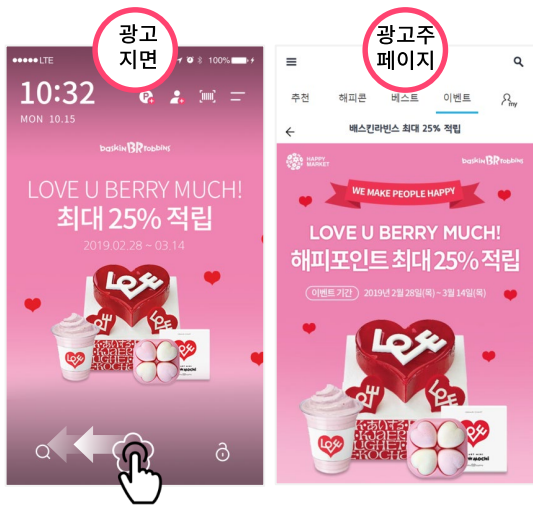 광고
지면
광고주
페이지
LTE
100%
10:32
MON 10.15
baskin BR robbins
LOVE U BERRY MUCH!
최대 25% 적립
2019.02.28 ~ 03.14
LOVE
추천 해피콘 베스트 이벤트 my
배스킨라빈스 최대 25% 적립
HAPPY
MARKET
baskin BR robbins
WE MAKE PEOPLE HAPPY
LOVE U BERRY MUCH!
해피포인트 최대 25% 적립
이벤트 기간 2019년 2월 28일(목) ~ 3월 14일(목)
LOVE